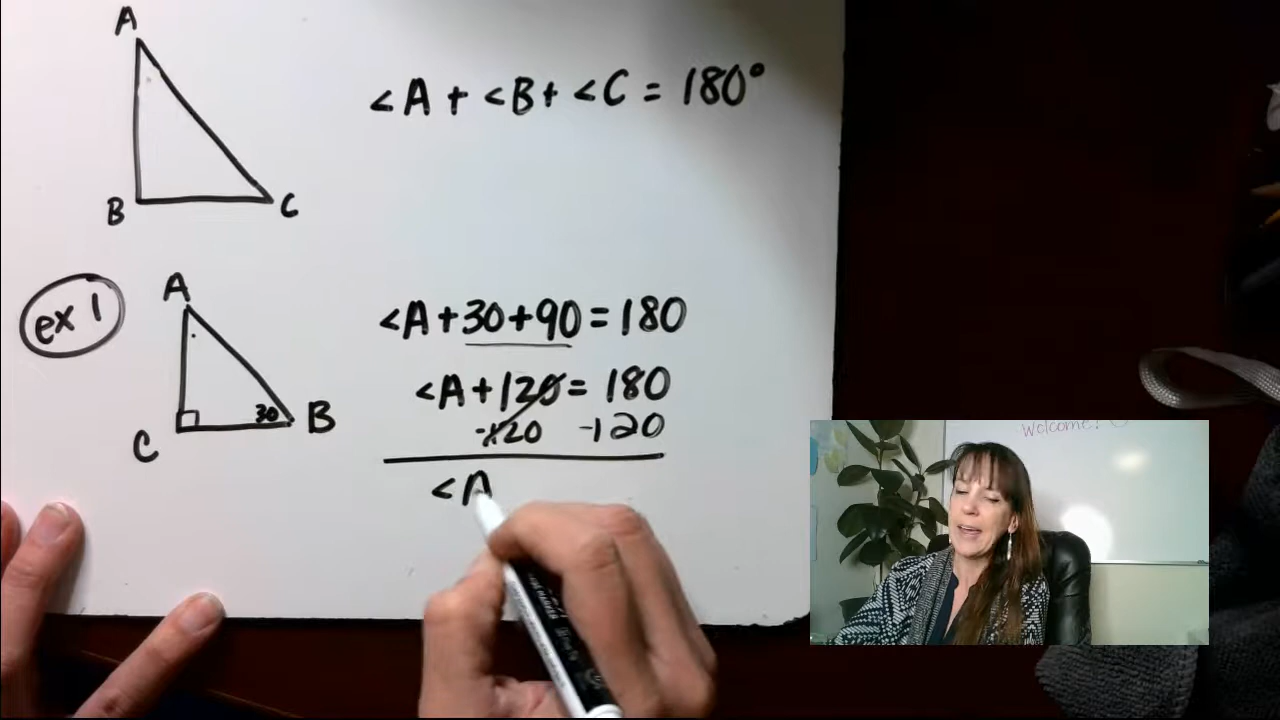 A
B
C
<A + <B + <C = 180°
ex 1
A
C
30
B
<A+30+90=180
<A+120=180
-120 -120
<A
Welcome!